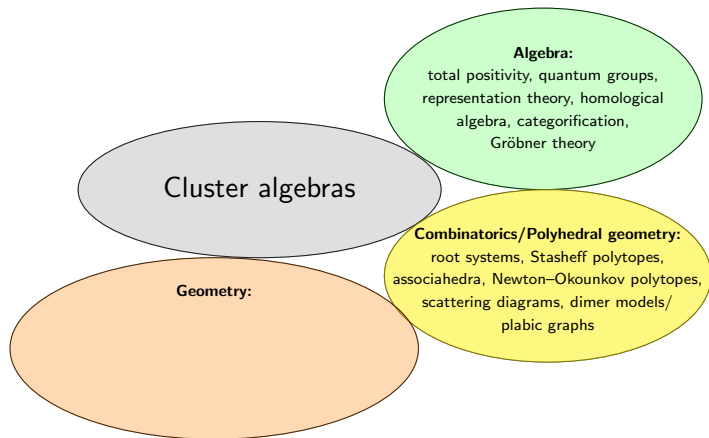 Algebra:
total positivity, quantum groups,
representation theory, homological
algebra, categorification,
Gröbner theory
Cluster algebras
Combinatorics/Polyhedral geometry:
root systems, Stasheff polytopes,
associahedra, Newton–Okounkov polytopes,
scattering diagrams, dimer models/
plabic graphs
Geometry: